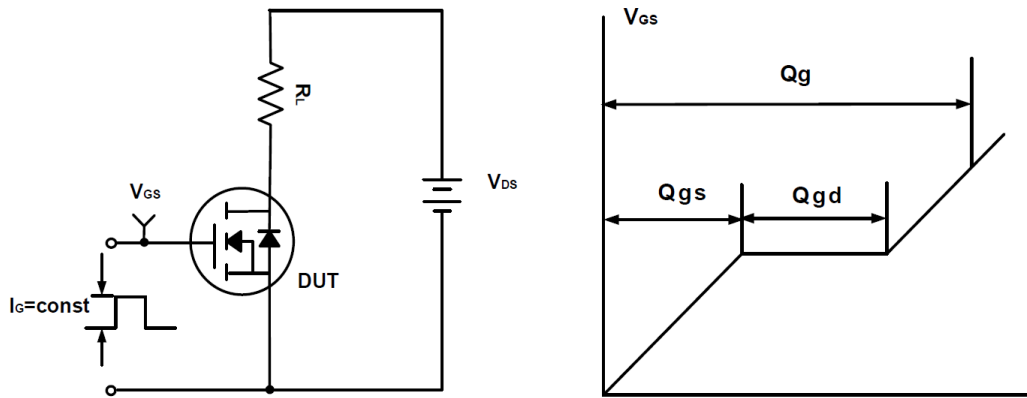 RL
VDS
VGS
DUT
IG=const
VGS
Qg
Qgs
Qgd